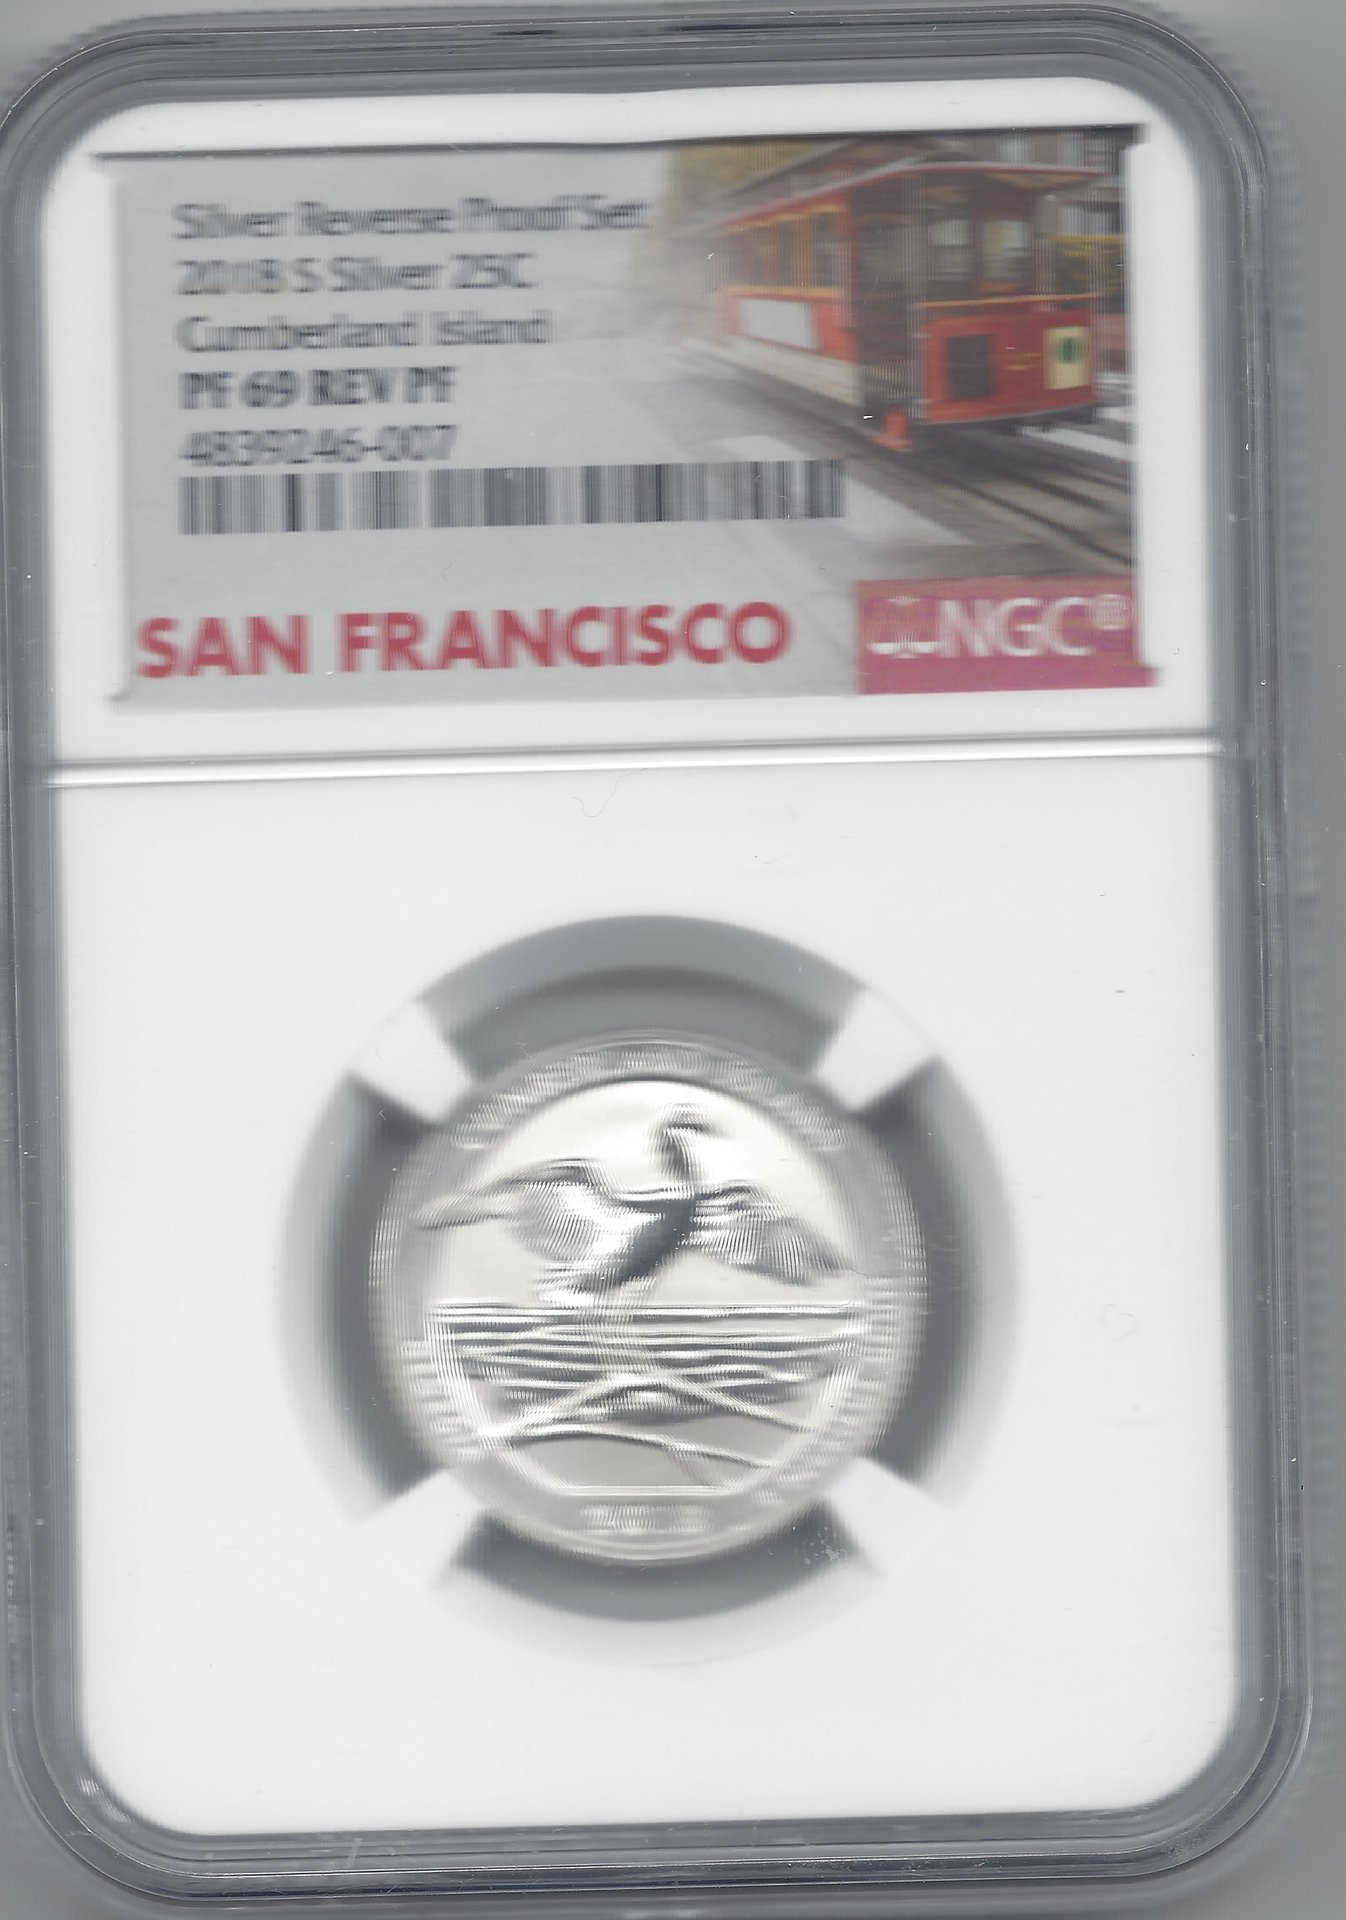 Silver Reverse Proof Set
2018 S Silver 25C
Cumberland Island
PF 69 REV PF
4839246-007
SAN FRANCISCO
NGC®